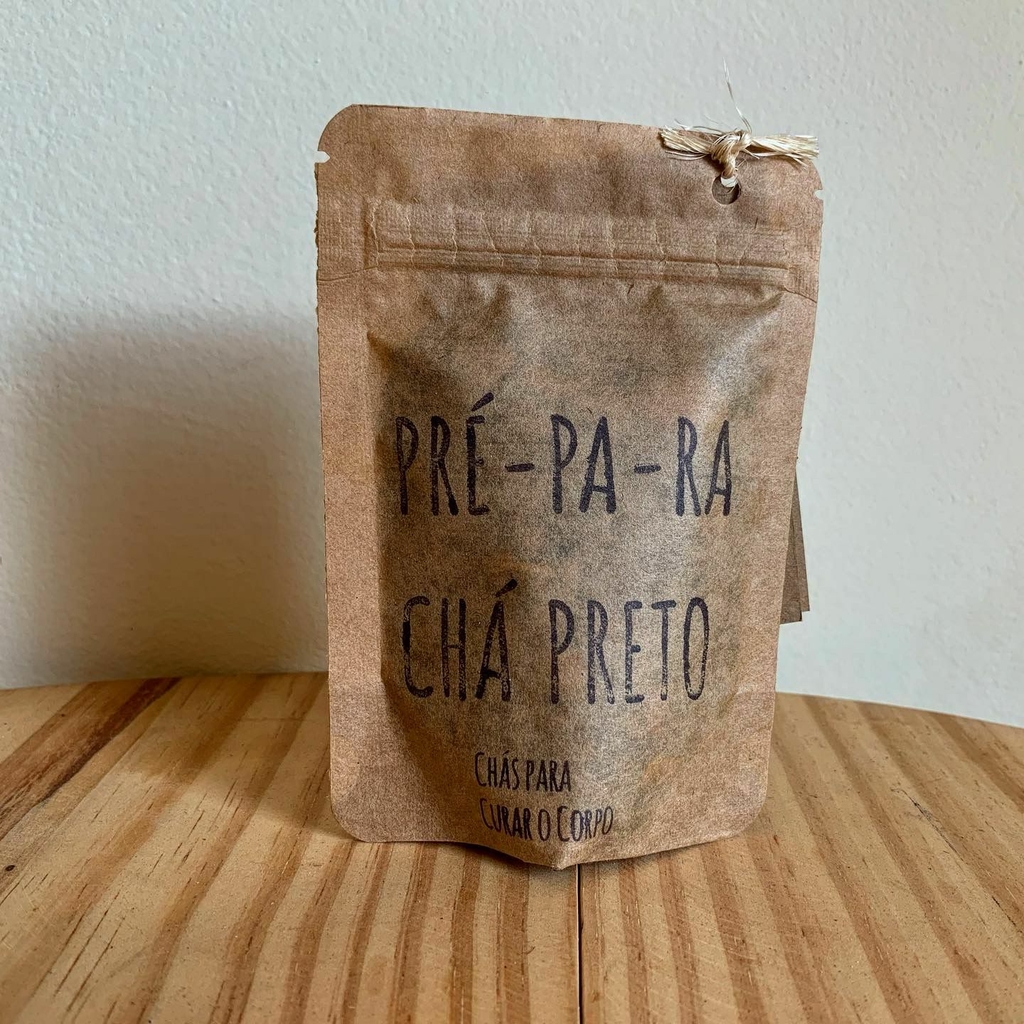 PRÉ-PA-RA
CHÁ PRETO
CHÁS PARA
CURAR O CORPO